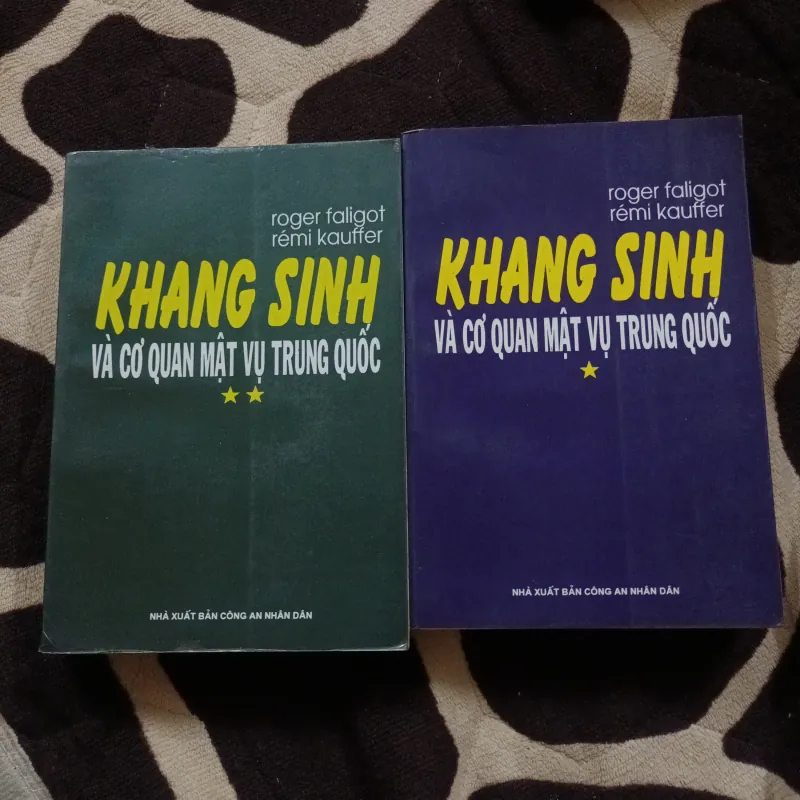 roger faligot
rémi kauffer
KHANG SINH
VÀ CƠ QUAN MẬT VỤ TRUNG QUỐC
NHÀ XUẤT BẢN CÔNG AN NHÂN DÂN
roger faligot
rémi kauffer
KHANG SINH
VÀ CƠ QUAN MẬT VỤ TRUNG QUỐC
NHÀ XUẤT BẢN CÔNG AN NHÂN DÂN